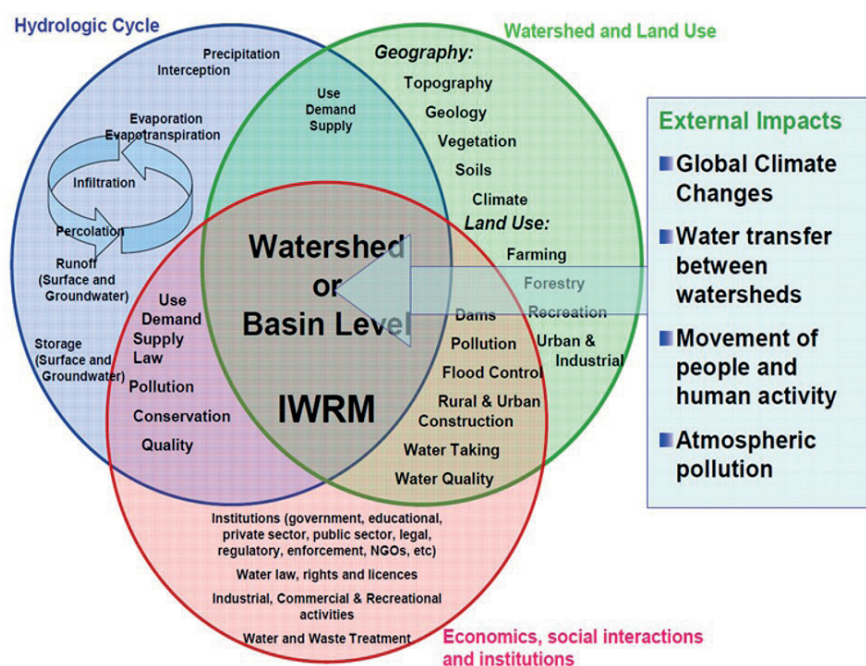 Hydrologic Cycle
Precipitation
Interception
Evaporation
Evapotranspiration
Infiltration
Percolation
Runoff
(Surface and
Groundwater)
Storage
(Surface and
Groundwater)
Use
Demand
Supply
Watershed and Land Use
Geography:
Topography
Geology
Vegetation
Soils
Climate
Land Use:
Farming
Forestry
Recreation
Urban &
Industrial
Use
Demand
Supply
Law
Pollution
Conservation
Quality
Watershed
or
Basin Level
IWRM
Dams
Pollution
Flood Control
Rural & Urban
Construction
Water Taking
Water Quality
Institutions (government, educational,
private sector, public sector, legal,
regulatory, enforcement, NGOs, etc)
Water law, rights and licences
Industrial, Commercial & Recreational
activities
Water and Waste Treatment
Economics, social interactions
and institutions
External Impacts
Global Climate
Changes
Water transfer
between
watersheds
Movement of
people and
human activity
Atmospheric
pollution